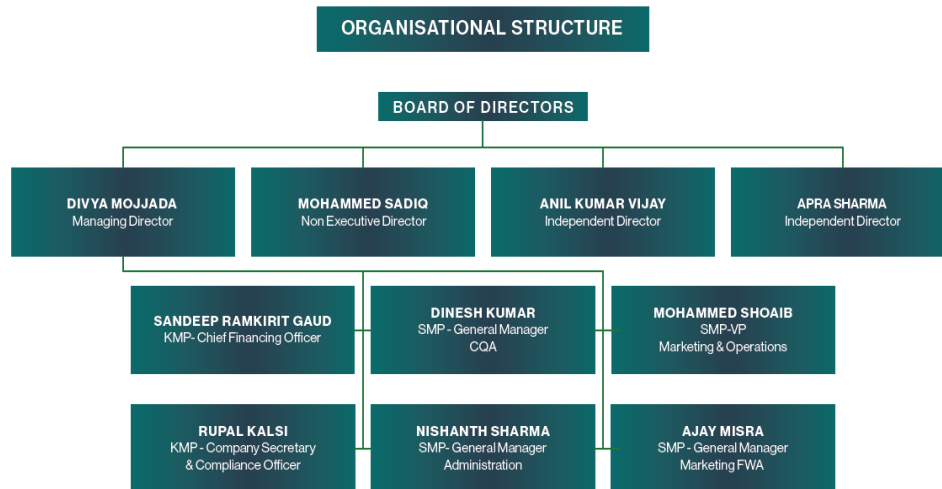 ORGANISATIONAL STRUCTURE
BOARD OF DIRECTORS
DIVYA MOJJADA
Managing Director
MOHAMMED SADIQ
Non Executive Director
ANIL KUMAR VIJAY
Independent Director
APRA SHARMA
Independent Director
SANDEEP RAMKIRIT GAUD
KMP- Chief Financing Officer
DINESH KUMAR
SMP - General Manager
CQA
MOHAMMED SHOAIB
SMP-VP
Marketing & Operations
RUPAL KALSI
KMP - Company Secretary
& Compliance Officer
NISHANTH SHARMA
SMP- General Manager
Administration
AJAY MISRA
SMP - General Manager
Marketing FWA